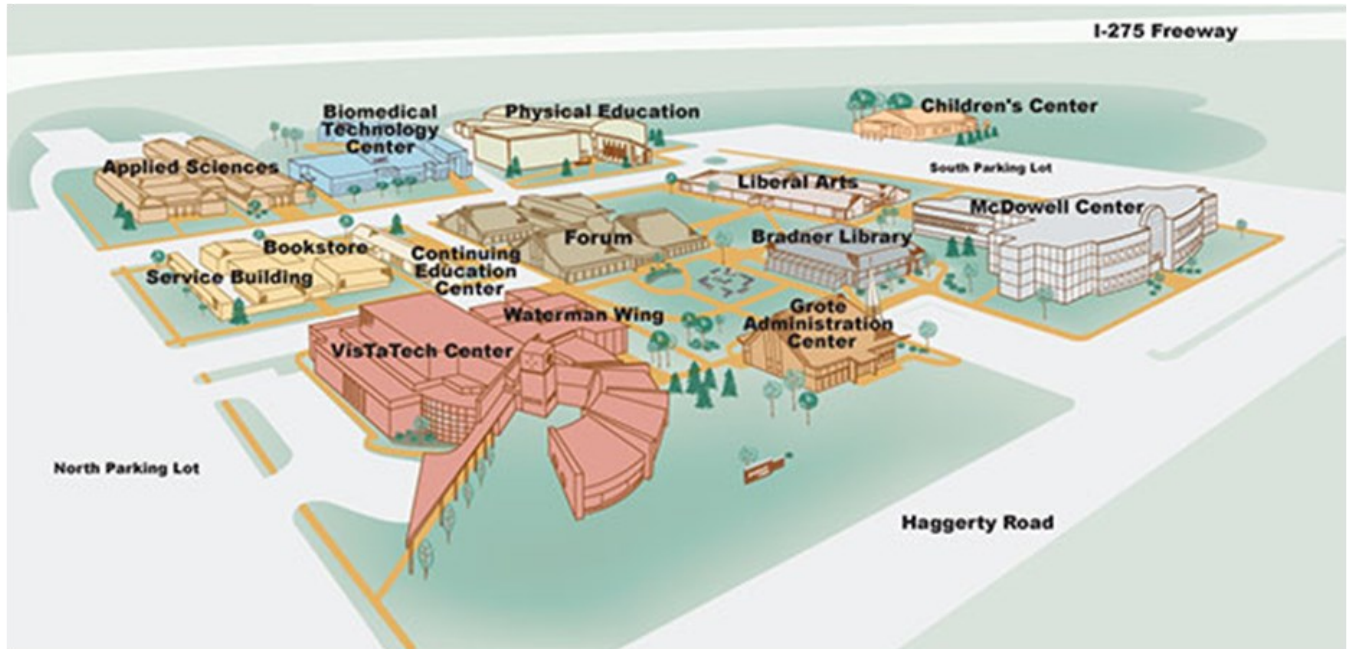 I-275 Freeway
Biomedical
Technology
Center
Physical Education
Children's Center
Applied Sciences
Liberal Arts
South Parking Lot
McDowell Center
Bookstore
Forum
Bradner Library
Service Building
Continuing
Education
Center
Waterman Wing
Grote
Administration
Center
VisTaTech Center
North Parking Lot
Haggerty Road